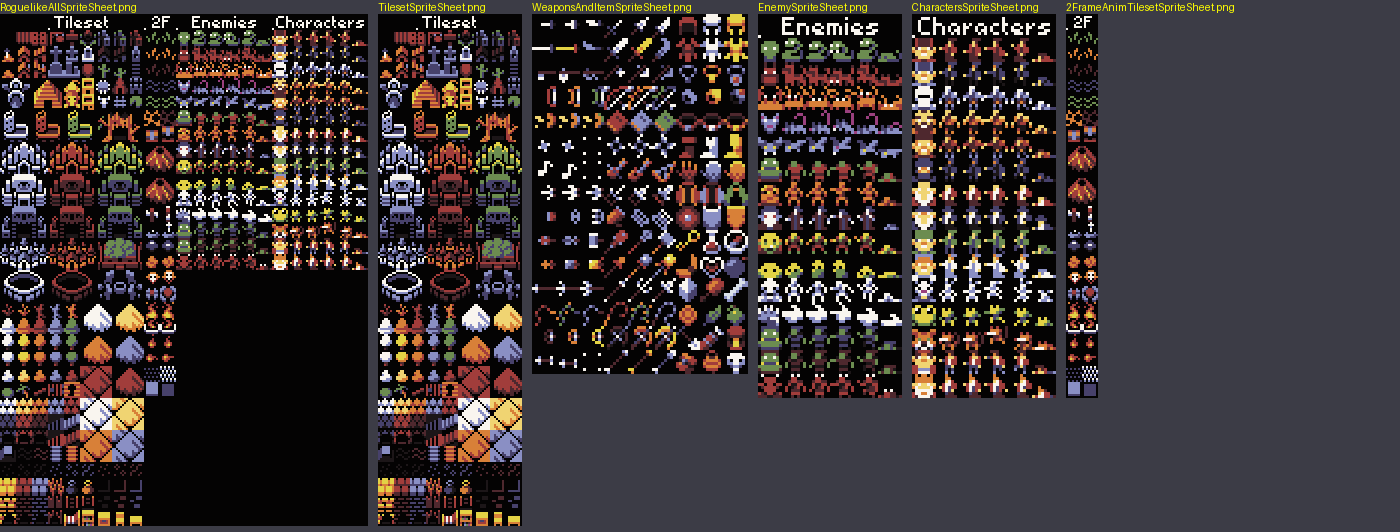 RoguelikeAllSpriteSheet.png
TilesetSpriteSheet.png
WeaponsAndItemSpriteSheet.png
EnemySpriteSheet.png
CharactersSpriteSheet.png
2FrameAnimTilesetSpriteSheet.png
Tileset
2F
Enemies
Characters
Tileset
Enemies
Characters
2F